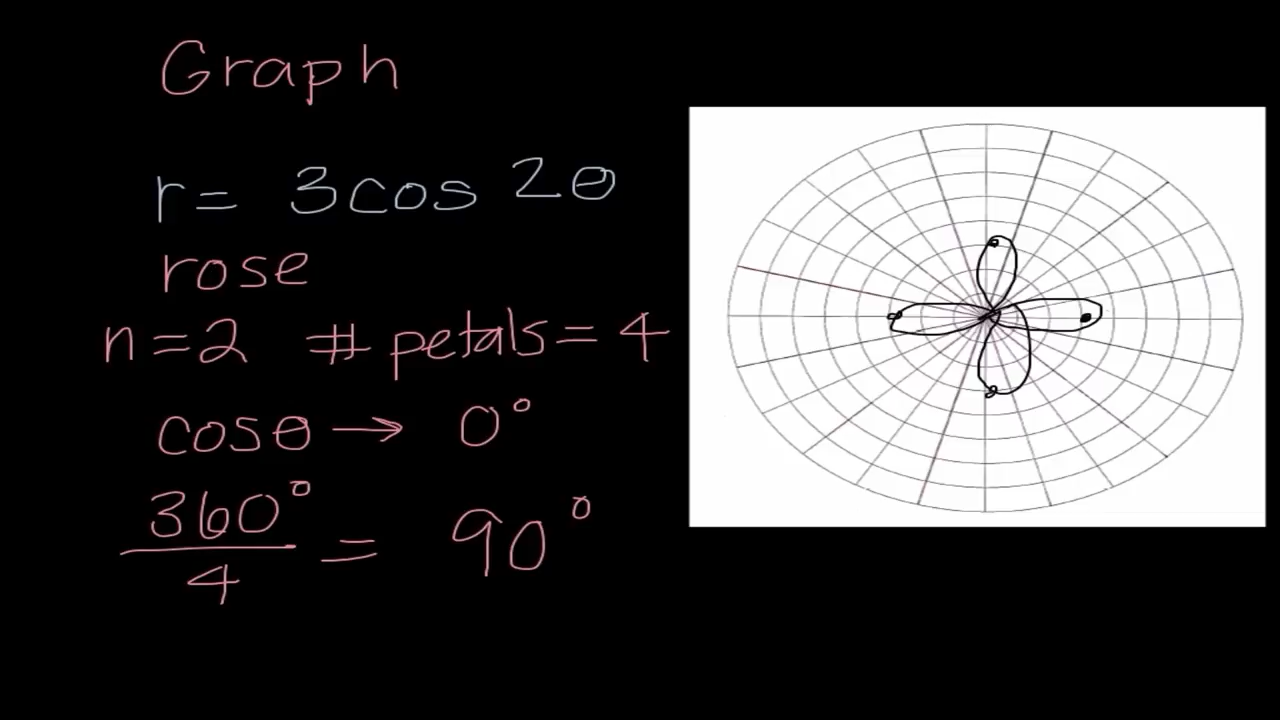 Graph
r = 3cos 2θ
rose
n = 2 # petals = 4
cosθ → 0°
360°/4 = 90°